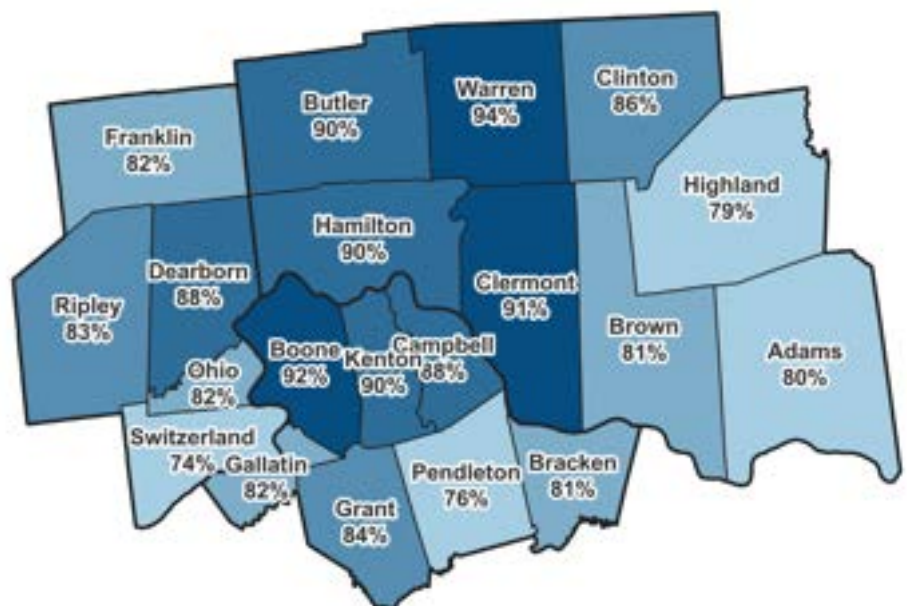 Warren
94%
Clinton
86%
Butler
90%
Franklin
82%
Highland
79%
Hamilton
90%
Dearborn
88%
Clermont
91%
Ripley
83%
Brown
81%
Adams
80%
Boone
92%
Kenton
90%
Campbell
88%
Ohio
82%
Switzerland
74%
Gallatin
82%
Pendleton
76%
Bracken
81%
Grant
84%